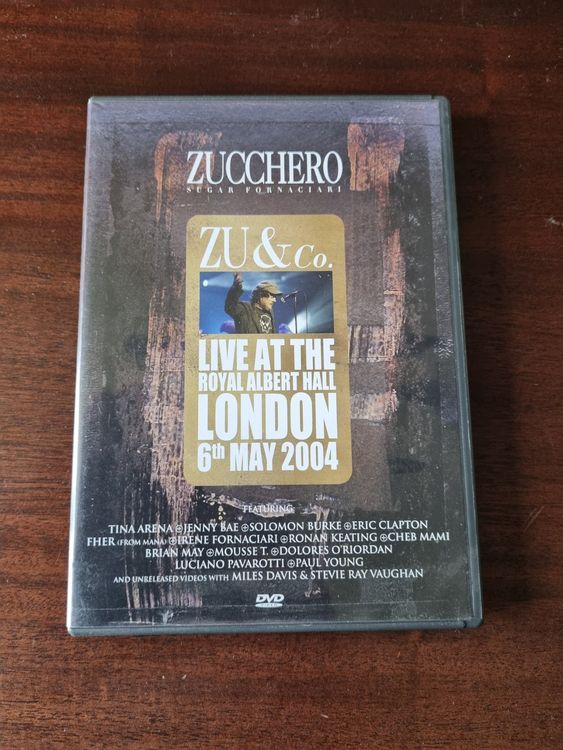 ZUCCHERO
SUGAR FORNACIARI
ZU & Co.
LIVE AT THE
ROYAL ALBERT HALL
LONDON
6th MAY 2004
FEATURING
TINA ARENA ⊕ JENNY BAE ⊕ SOLOMON BURKE ⊕ ERIC CLAPTON
FHER (FROM MANA) ⊕ IRENE FORNACIARI ⊕ RONAN KEATING ⊕ CHEB MAMI
BRIAN MAY ⊕ MOUSSE T. ⊕ DOLORES O'RIORDAN
LUCIANO PAVAROTTI ⊕ PAUL YOUNG
AND UNRELEASED VIDEOS WITH MILES DAVIS & STEVIE RAY VAUGHAN
DVD
VIDEO